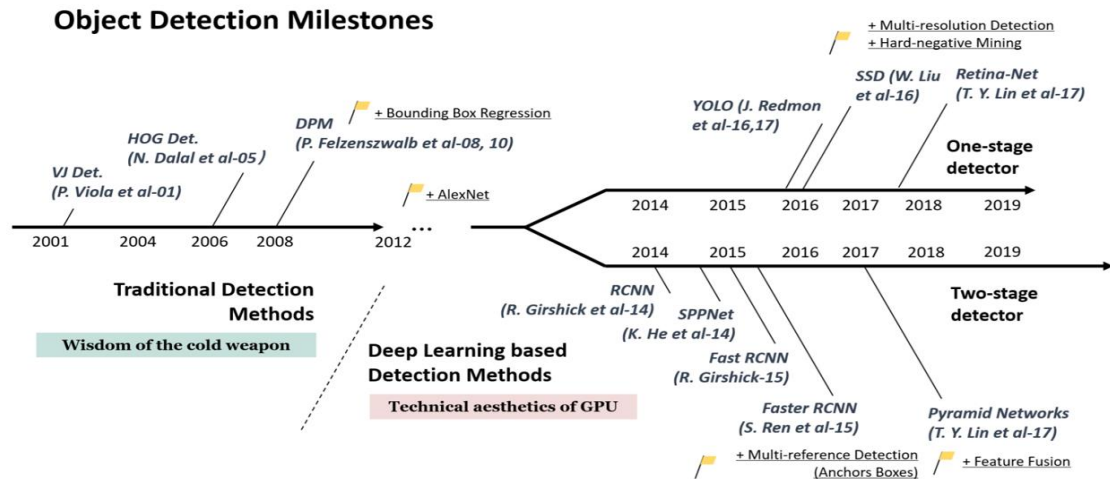 Object Detection Milestones
+ Multi-resolution Detection
+ Hard-negative Mining
SSD (W. Liu
et al-16)
Retina-Net
(T. Y. Lin et al-17)
YOLO (J. Redmon
et al-16,17)
+ Bounding Box Regression
DPM
(P. Felzenszwalb et al-08, 10)
HOG Det.
(N. Dalal et al-05)
VJ Det.
(P. Viola et al-01)
+ AlexNet
One-stage
detector
2014 2015 2016 2017 2018 2019
2001 2004 2006 2008 2012 ...
2014 2015 2016 2017 2018 2019
Traditional Detection
Methods
Wisdom of the cold weapon
Deep Learning based
Detection Methods
Technical aesthetics of GPU
RCNN
(R. Girshick et al-14)
SPPNet
(K. He et al-14)
Fast RCNN
(R. Girshick-15)
Faster RCNN
(S. Ren et al-15)
+ Multi-reference Detection
(Anchors Boxes)
Two-stage
detector
Pyramid Networks
(T. Y. Lin et al-17)
+ Feature Fusion